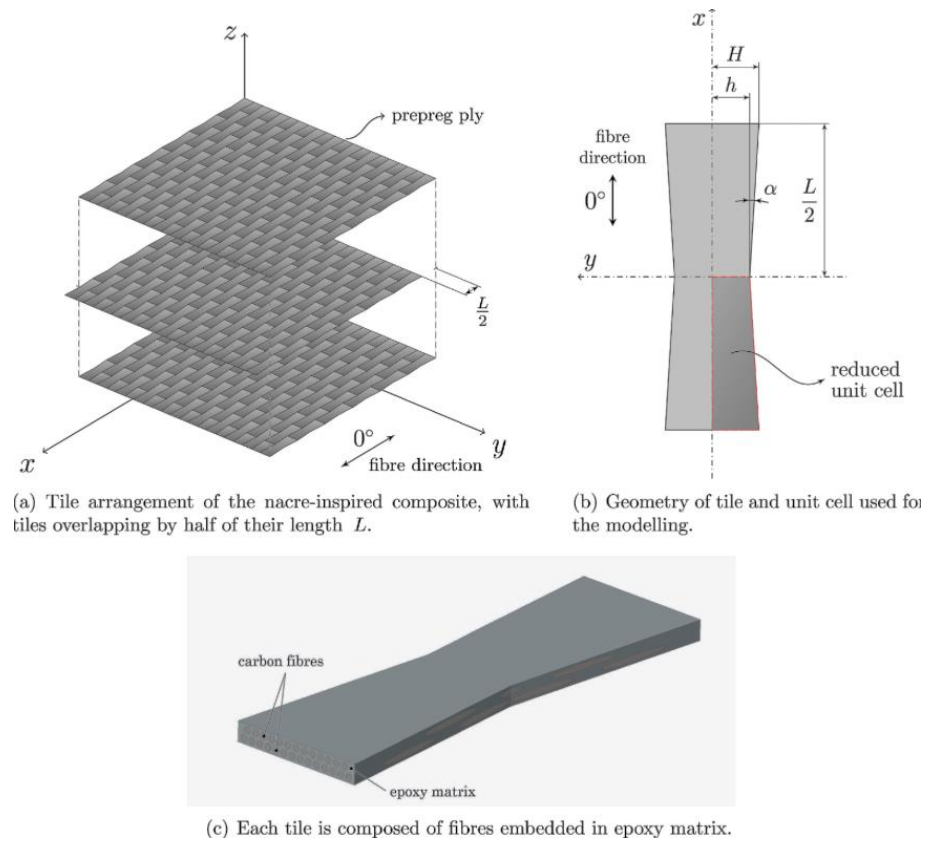 z
prepreg ply
L
2
x
y
0°
fibre direction
(a) Tile arrangement of the nacre-inspired composite, with
tiles overlapping by half of their length L.
x
H
h
fibre
direction
0°
α
L
2
y
reduced
unit cell
(b) Geometry of tile and unit cell used for
the modelling.
carbon fibres
epoxy matrix
(c) Each tile is composed of fibres embedded in epoxy matrix.